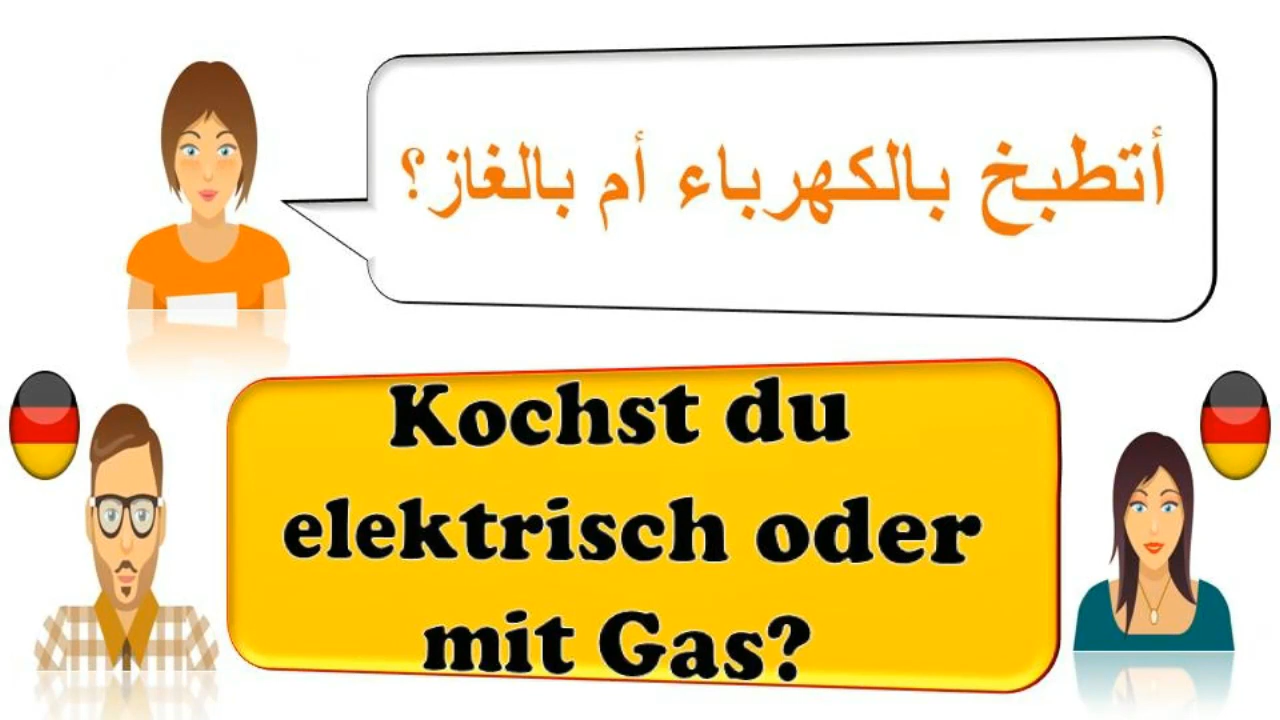 أتطبخ بالكهرباء أم بالغاز؟
Kochst du
elektrisch oder
mit Gas?